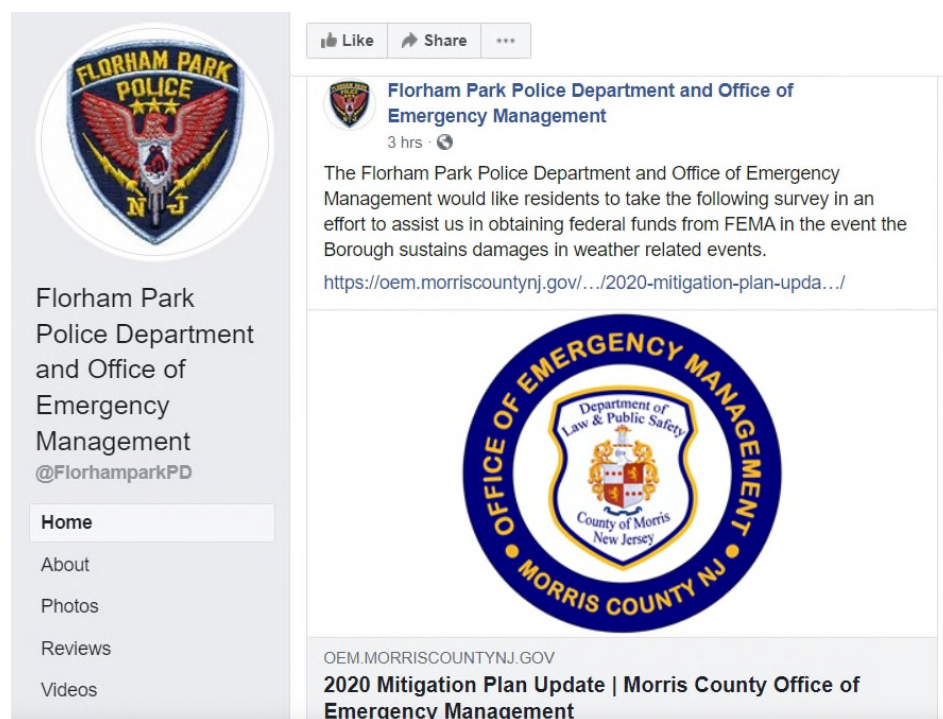 FLORHAM PARK
POLICE
N J
Florham Park
Police Department
and Office of
Emergency
Management
@FlorhamparkPD
Home
About
Photos
Reviews
Videos
Like
Share
Florham Park Police Department and Office of
Emergency Management
3 hrs ·
The Florham Park Police Department and Office of Emergency
Management would like residents to take the following survey in an
effort to assist us in obtaining federal funds from FEMA in the event the
Borough sustains damages in weather related events.
https://oem.morriscountynj.gov/…/2020-mitigation-plan-upda…/
OFFICE OF EMERGENCY MANAGEMENT
Department of
Law & Public Safety
County of Morris
New Jersey
MORRIS COUNTY NJ
OEM.MORRISCOUNTYNJ.GOV
2020 Mitigation Plan Update | Morris County Office of
Emergency Management